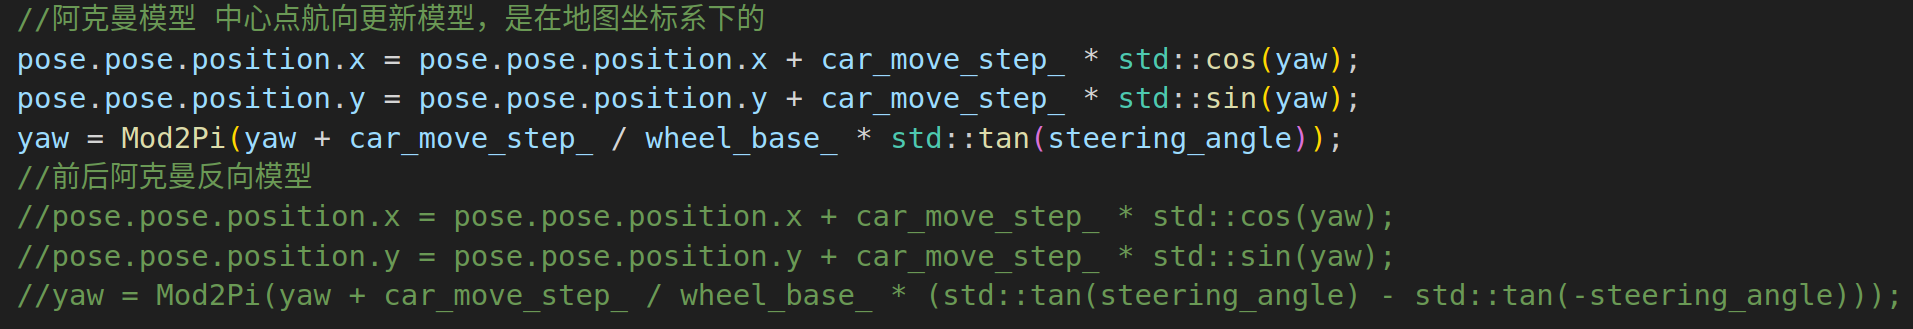 //阿克曼模型 中心点航向更新模型，是在地图坐标系下的
pose.pose.position.x = pose.pose.position.x + car_move_step_ * std::cos(yaw);
pose.pose.position.y = pose.pose.position.y + car_move_step_ * std::sin(yaw);
yaw = Mod2Pi(yaw + car_move_step_ / wheel_base_ * std::tan(steering_angle));
//前后阿克曼反向模型
//pose.pose.position.x = pose.pose.position.x + car_move_step_ * std::cos(yaw);
//pose.pose.position.y = pose.pose.position.y + car_move_step_ * std::sin(yaw);
//yaw = Mod2Pi(yaw + car_move_step_ / wheel_base_ * (std::tan(steering_angle) - std::tan(-steering_angle)));